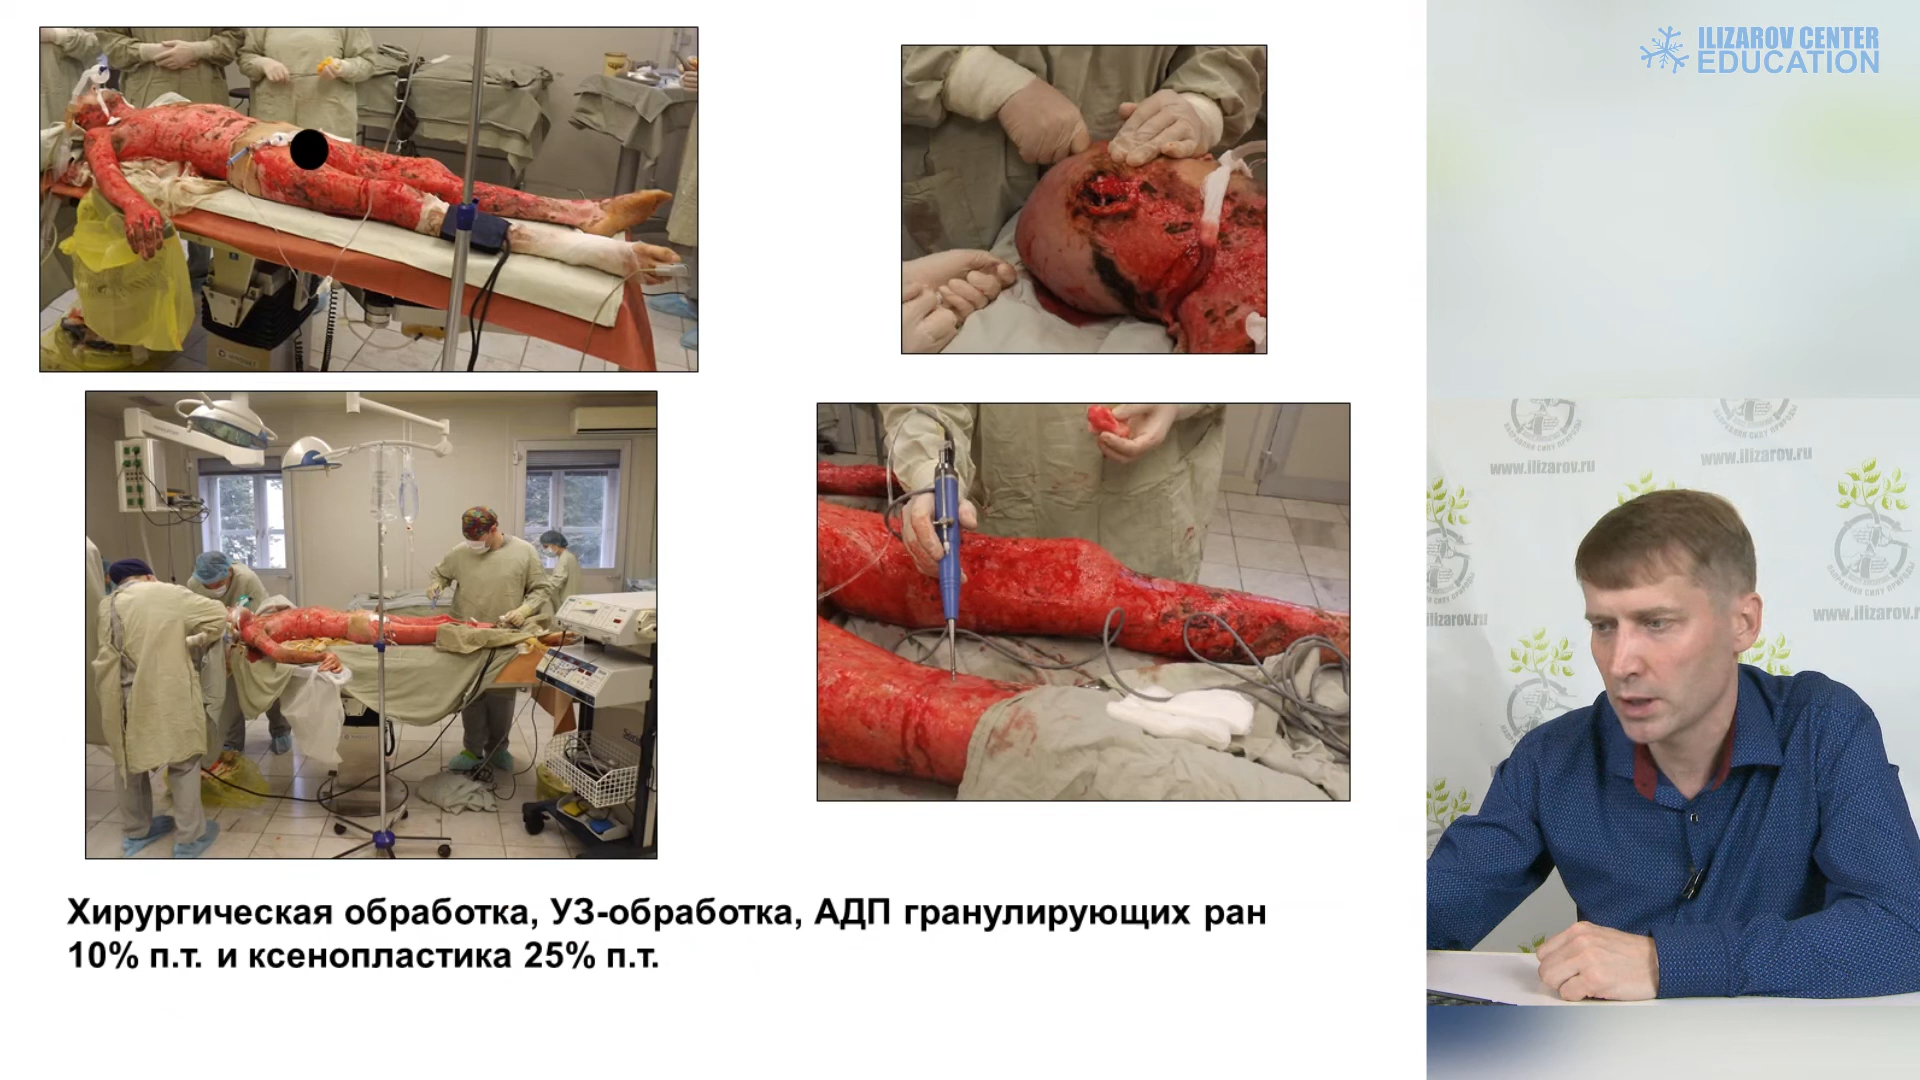 ILIZAROV CENTER
EDUCATION
www.ilizarov.ru
www.ilizarov.ru
www.ilizarov.r
ilizarov.ru
Хирургическая обработка, УЗ-обработка, АДП гранулирующих ран
10% п.т. и ксенопластика 25% п.т.